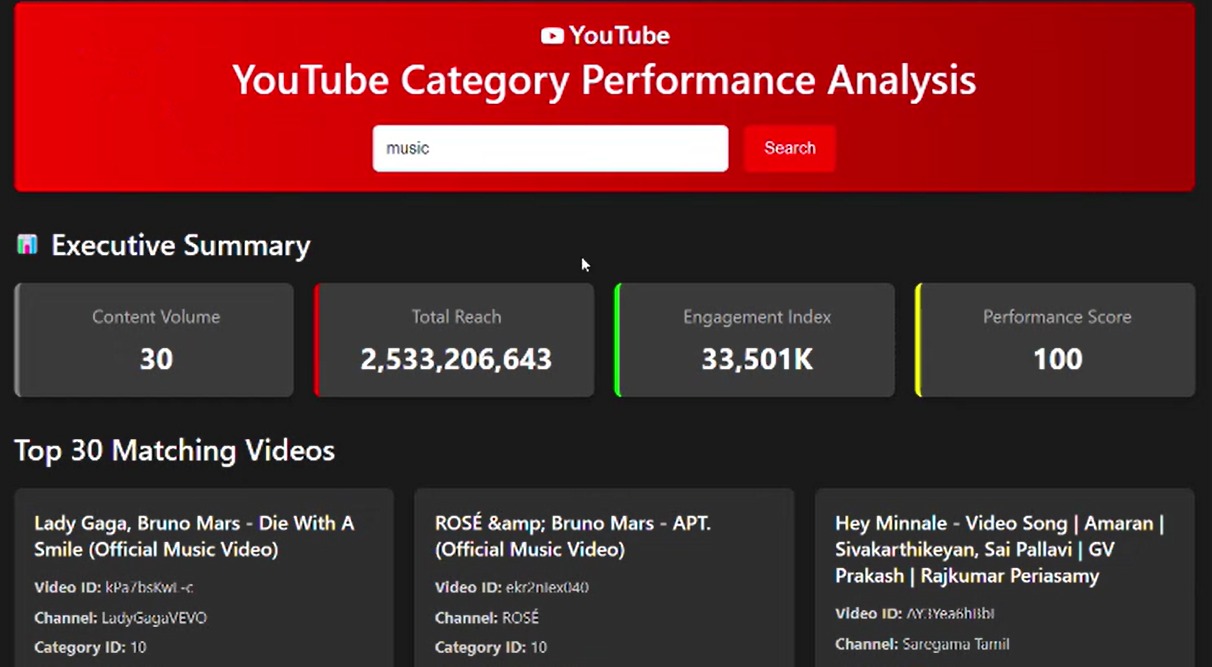 YouTube
YouTube Category Performance Analysis
music
Search
Executive Summary
Content Volume
30
Total Reach
2,533,206,643
Engagement Index
33,501K
Performance Score
100
Top 30 Matching Videos
Lady Gaga, Bruno Mars - Die With A
Smile (Official Music Video)
Video ID: kPa7bsKwL-c
Channel: LadyGagaVEVO
Category ID: 10
ROSÉ &amp; Bruno Mars - APT.
(Official Music Video)
Video ID: ekr2nIex040
Channel: ROSÉ
Category ID: 10
Hey Minnale - Video Song | Amaran |
Sivakarthikeyan, Sai Pallavi | GV
Prakash | Rajkumar Periasamy
Video ID:
Channel: Saregama Tamil